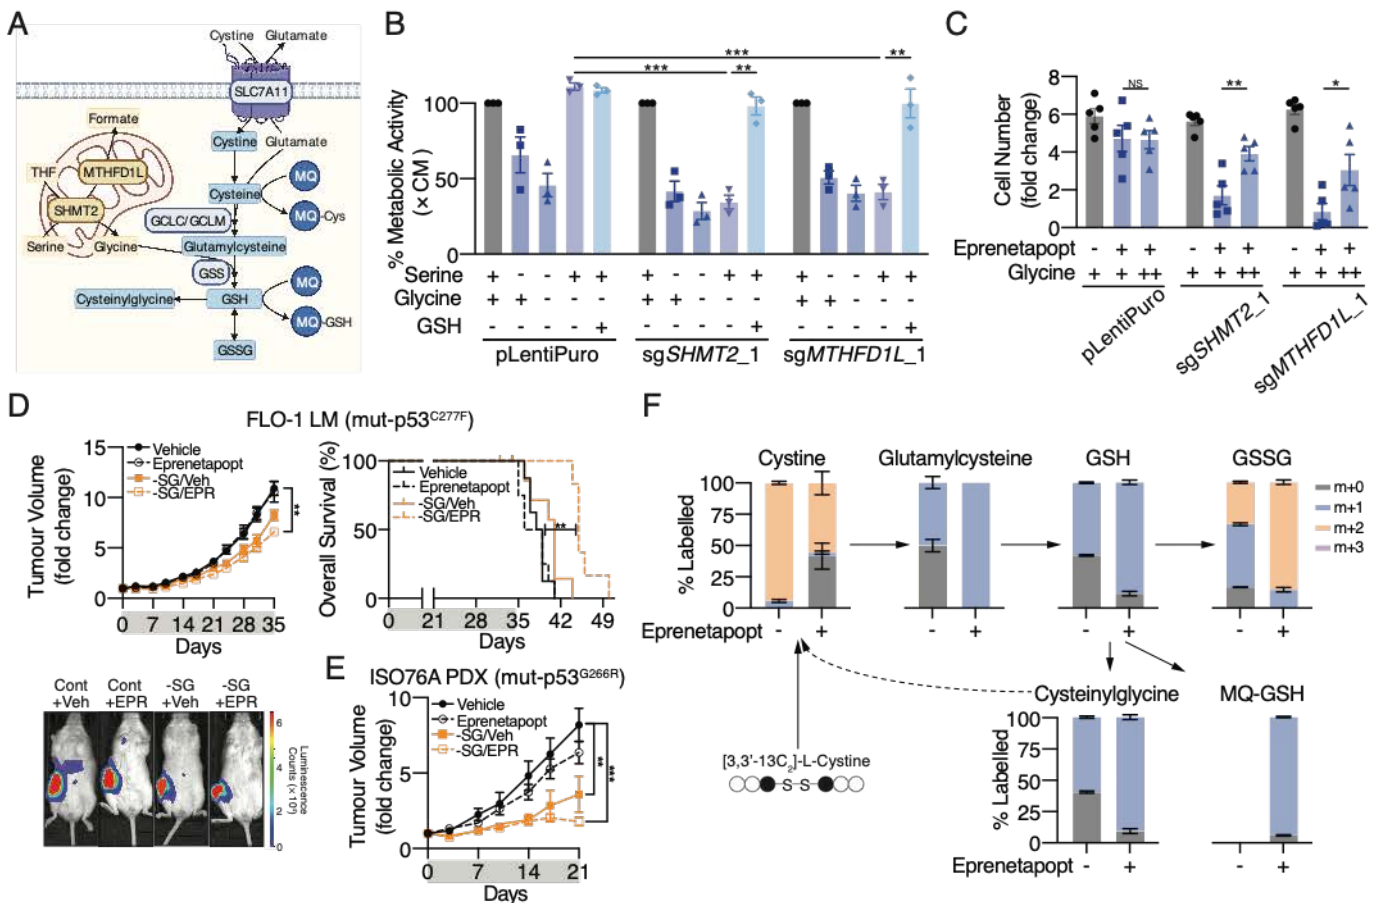 A
Cystine Glutamate
SLC7A11
Formate
Cystine Glutamate
THF MTHFD1L
MQ
Cysteine
SHMT2
MQ-Cys
GCLC/GCLM
Serine Glycine Glutamylcysteine
GSS
MQ
Cysteinylglycine GSH
MQ-GSH
GSSG
B
*** **
*** **
% Metabolic Activity
(× CM)
100
50
0
Serine + - - + + + - - + + + - - + +
Glycine + + - - - + + - - - + + - - -
GSH - - - - + - - - - + - - - - +
pLentiPuro sgSHMT2_1 sgMTHFD1L_1
C
Cell Number
(fold change)
8
6
4
2
0
NS ** *
Eprenetapopt - + + - + + - + +
Glycine + + ++ + + ++ + + ++
pLentiPuro
sgSHMT2_1
sgMTHFD1L_1
D
FLO-1 LM (mut-p53C277F)
Tumour Volume
(fold change)
15
10
5
0
Vehicle
Eprenetapopt
-SG/Veh
-SG/EPR
**
0 7 14 21 28 35
Days
Overall Survival (%)
100
50
0
Vehicle
Eprenetapopt
-SG/Veh
-SG/EPR
**
0 21 28 35 42 49
Days
Cont Cont -SG -SG
+Veh +EPR +Veh +EPR
6
4
2
0
Luminescence
Counts (×10⁴)
E
ISO76A PDX (mut-p53G266R)
Tumour Volume
(fold change)
10
5
0
Vehicle
Eprenetapopt
-SG/Veh
-SG/EPR
** ***
0 7 14 21
Days
F
Cystine Glutamylcysteine GSH GSSG
% Labelled
100
75
50
25
0
m+0
m+1
m+2
m+3
Eprenetapopt - + - + - + - +
Cysteinylglycine MQ-GSH
[3,3'-13C2]-L-Cystine
S S
% Labelled
100
75
50
25
0
Eprenetapopt - + - +